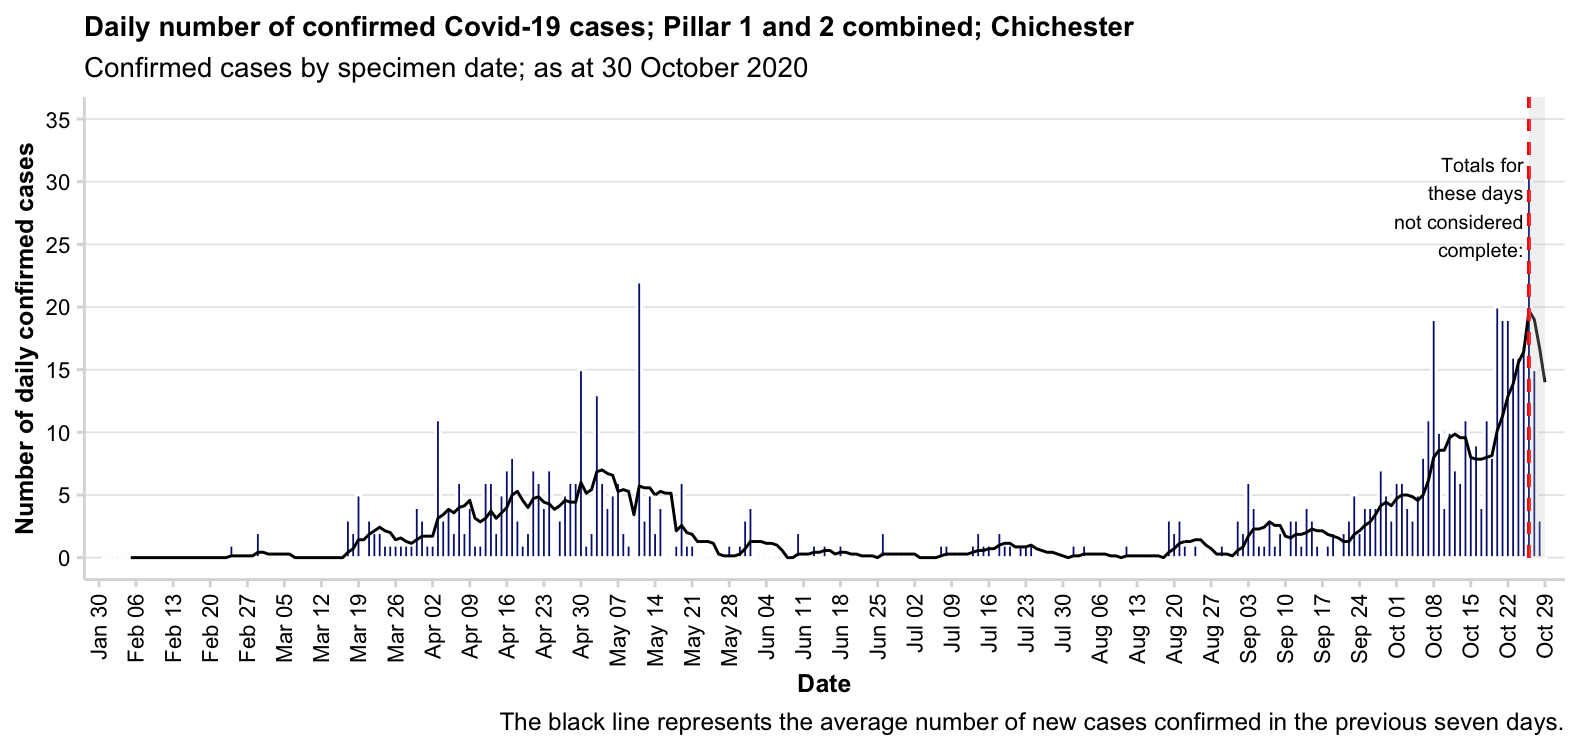 Daily number of confirmed Covid-19 cases; Pillar 1 and 2 combined; Chichester
Confirmed cases by specimen date; as at 30 October 2020
Number of daily confirmed cases
35
30
25
20
15
10
5
0
Totals for
these days
not considered
complete:
Jan 30
Feb 06
Feb 13
Feb 20
Feb 27
Mar 05
Mar 12
Mar 19
Mar 26
Apr 02
Apr 09
Apr 16
Apr 23
Apr 30
May 07
May 14
May 21
May 28
Jun 04
Jun 11
Jun 18
Jun 25
Jul 02
Jul 09
Jul 16
Jul 23
Jul 30
Aug 06
Aug 13
Aug 20
Aug 27
Sep 03
Sep 10
Sep 17
Sep 24
Oct 01
Oct 08
Oct 15
Oct 22
Oct 29
Date
The black line represents the average number of new cases confirmed in the previous seven days.